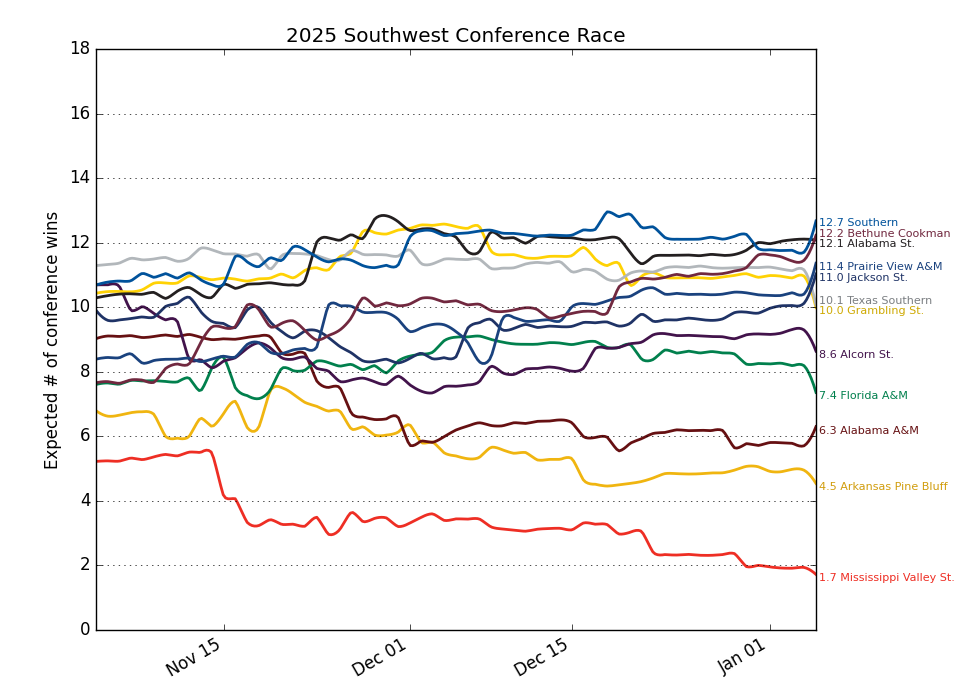 2025 Southwest Conference Race
Expected # of conference wins
18
16
14
12
10
8
6
4
2
0
Nov 15
Dec 01
Dec 15
Jan 01
12.7 Southern
12.2 Bethune Cookman
12.1 Alabama St.
11.4 Prairie View A&M
11.0 Jackson St.
10.1 Texas Southern
10.0 Grambling St.
8.6 Alcorn St.
7.4 Florida A&M
6.3 Alabama A&M
4.5 Arkansas Pine Bluff
1.7 Mississippi Valley St.